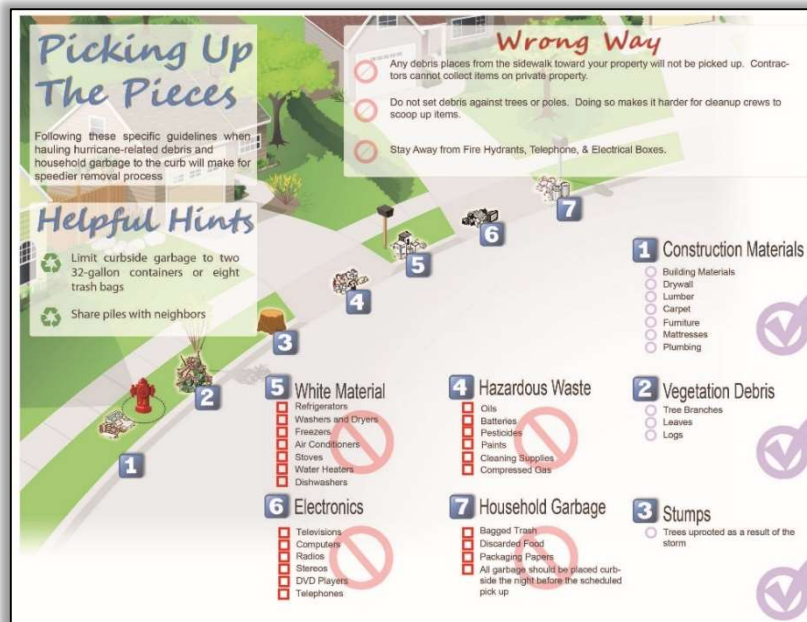 Picking Up
The Pieces
Following these specific guidelines when
hauling hurricane-related debris and
household garbage to the curb will make for
speedier removal process
Helpful Hints
Limit curbside garbage to two
32-gallon containers or eight
trash bags
Share piles with neighbors
Wrong Way
Any debris places from the sidewalk toward your property will not be picked up. Contrac-
tors cannot collect items on private property.
Do not set debris against trees or poles. Doing so makes it harder for cleanup crews to
scoop up items.
Stay Away from Fire Hydrants, Telephone, & Electrical Boxes.
7
6
5
4
3
2
1
1 Construction Materials
Building Materials
Drywall
Lumber
Carpet
Furniture
Mattresses
Plumbing
5 White Material
Refrigerators
Washers and Dryers
Freezers
Air Conditioners
Stoves
Water Heaters
Dishwashers
4 Hazardous Waste
Oils
Batteries
Pesticides
Paints
Cleaning Supplies
Compressed Gas
2 Vegetation Debris
Tree Branches
Leaves
Logs
6 Electronics
Televisions
Computers
Radios
Stereos
DVD Players
Telephones
7 Household Garbage
Bagged Trash
Discarded Food
Packaging Papers
All garbage should be placed curb-
side the night before the scheduled
pick up
3 Stumps
Trees uprooted as a result of the
storm